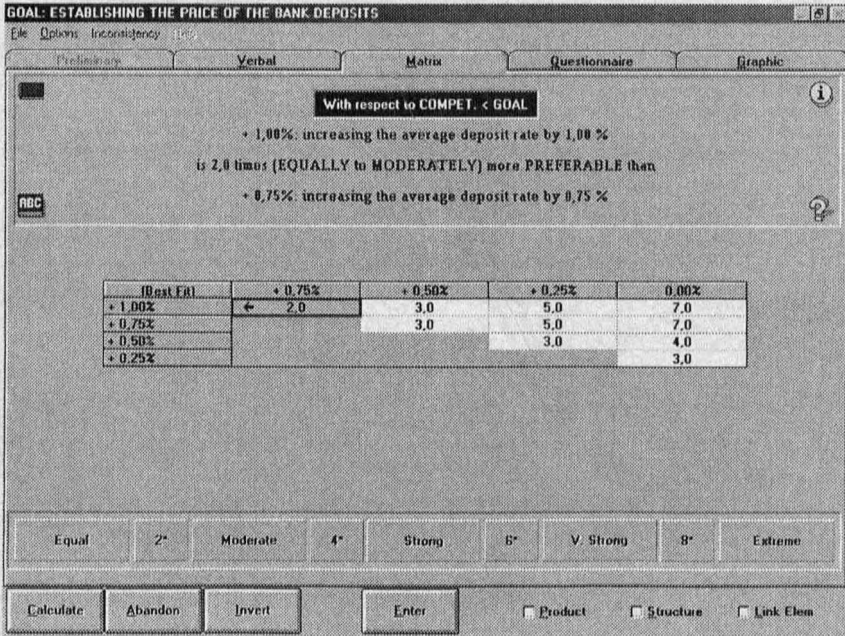 GOAL: ESTABLISHING THE PRICE OF THE BANK DEPOSITS
File Options Inconsistency Help
Preliminary Verbal Matrix Questionnaire Graphic
With respect to COMPET. < GOAL
+ 1,00%: increasing the average deposit rate by 1,00 %
is 2,0 times (EQUALLY to MODERATELY) more PREFERABLE than
+ 0,75%: increasing the average deposit rate by 0,75 %
ABC
(Best Fit) + 0,75% + 0,50% + 0,25% 0,00%
+ 1,00% ← 2,0 3,0 5,0 7,0
+ 0,75% 3,0 5,0 7,0
+ 0,50% 3,0 4,0
+ 0,25% 3,0
Equal 2" Moderate 4" Strong 6" V. Strong 8" Extreme
Calculate Abandon Invert Enter Product Structure Link Elem